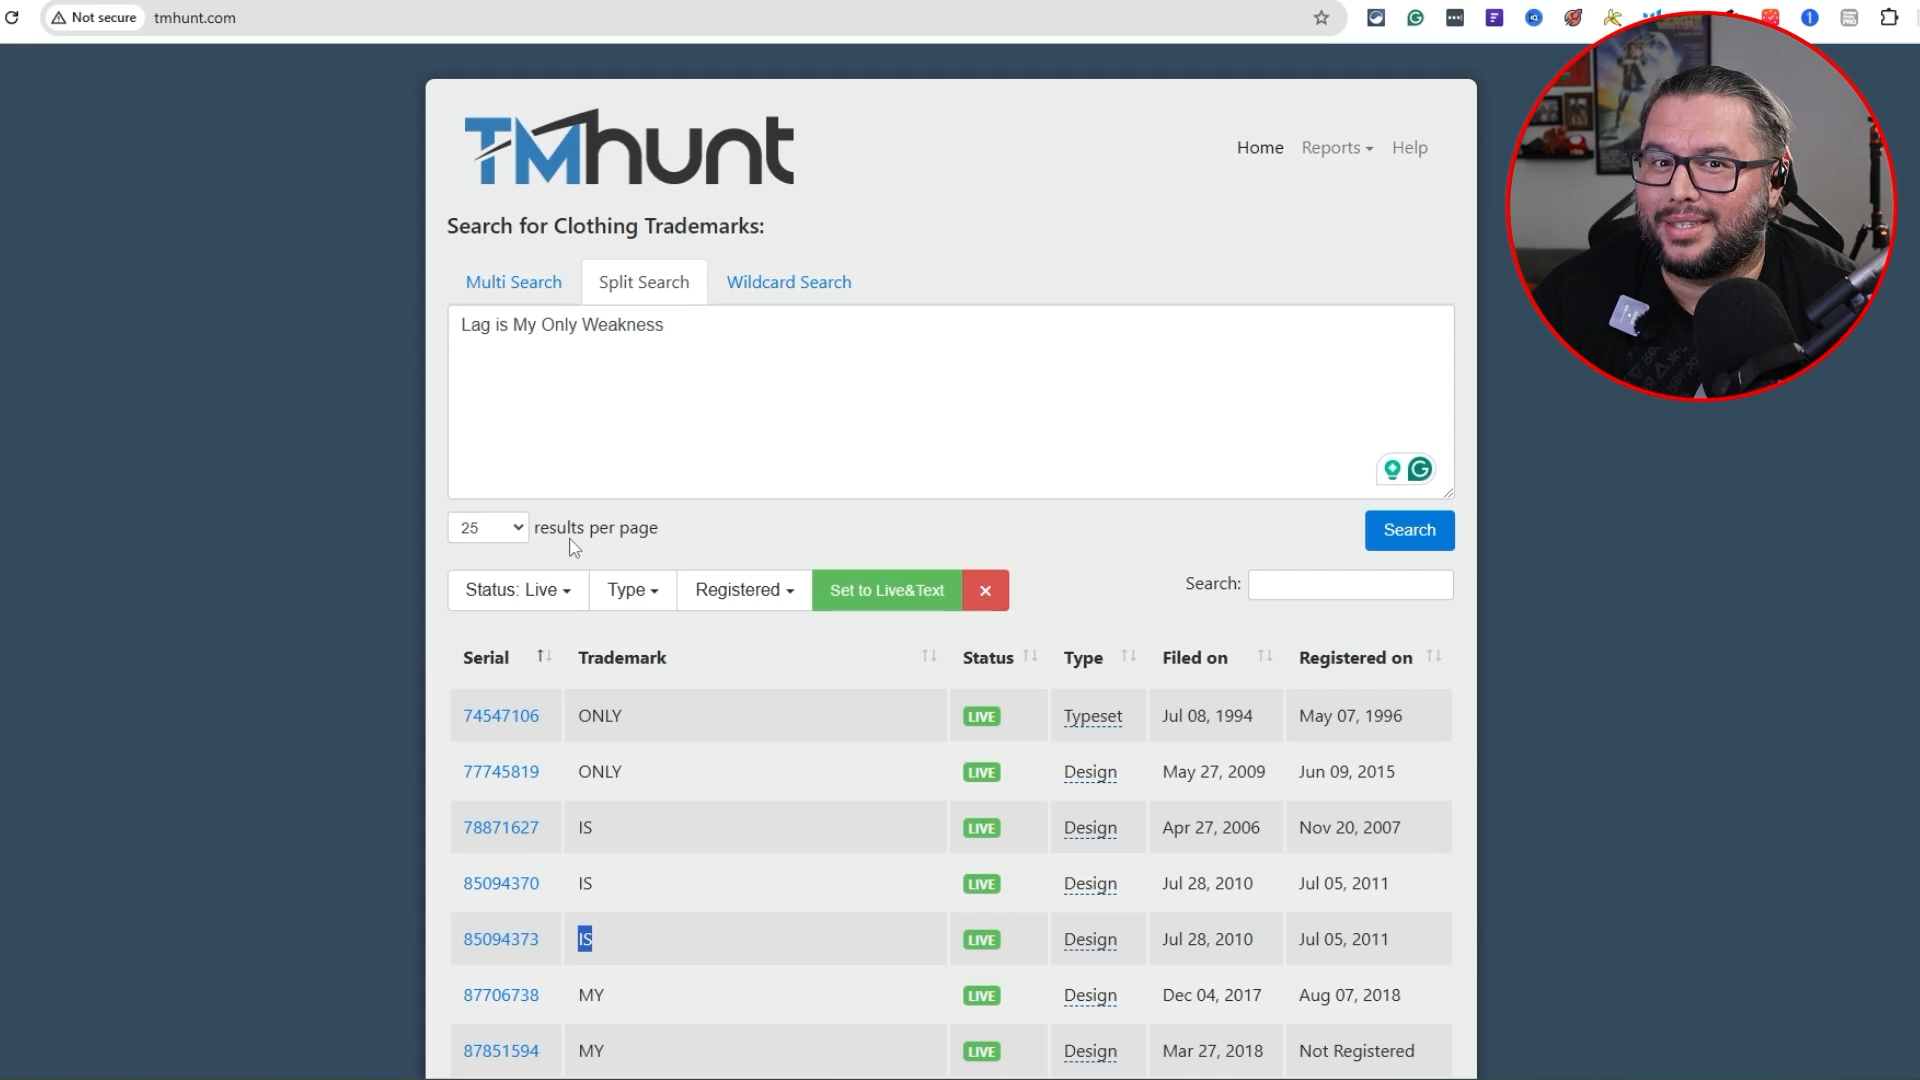 Not secure
tmhunt.com
TMhunt
Home
Reports
Help
Search for Clothing Trademarks:
Multi Search
Split Search
Wildcard Search
Lag is My Only Weakness
25
results per page
Search
Status: Live
Type
Registered
Set to Live&Text
×
Search:
Serial Trademark Status Type Filed on Registered on
74547106 ONLY LIVE Typeset Jul 08, 1994 May 07, 1996
77745819 ONLY LIVE Design May 27, 2009 Jun 09, 2015
78871627 IS LIVE Design Apr 27, 2006 Nov 20, 2007
85094370 IS LIVE Design Jul 28, 2010 Jul 05, 2011
85094373 IS LIVE Design Jul 28, 2010 Jul 05, 2011
87706738 MY LIVE Design Dec 04, 2017 Aug 07, 2018
87851594 MY LIVE Design Mar 27, 2018 Not Registered